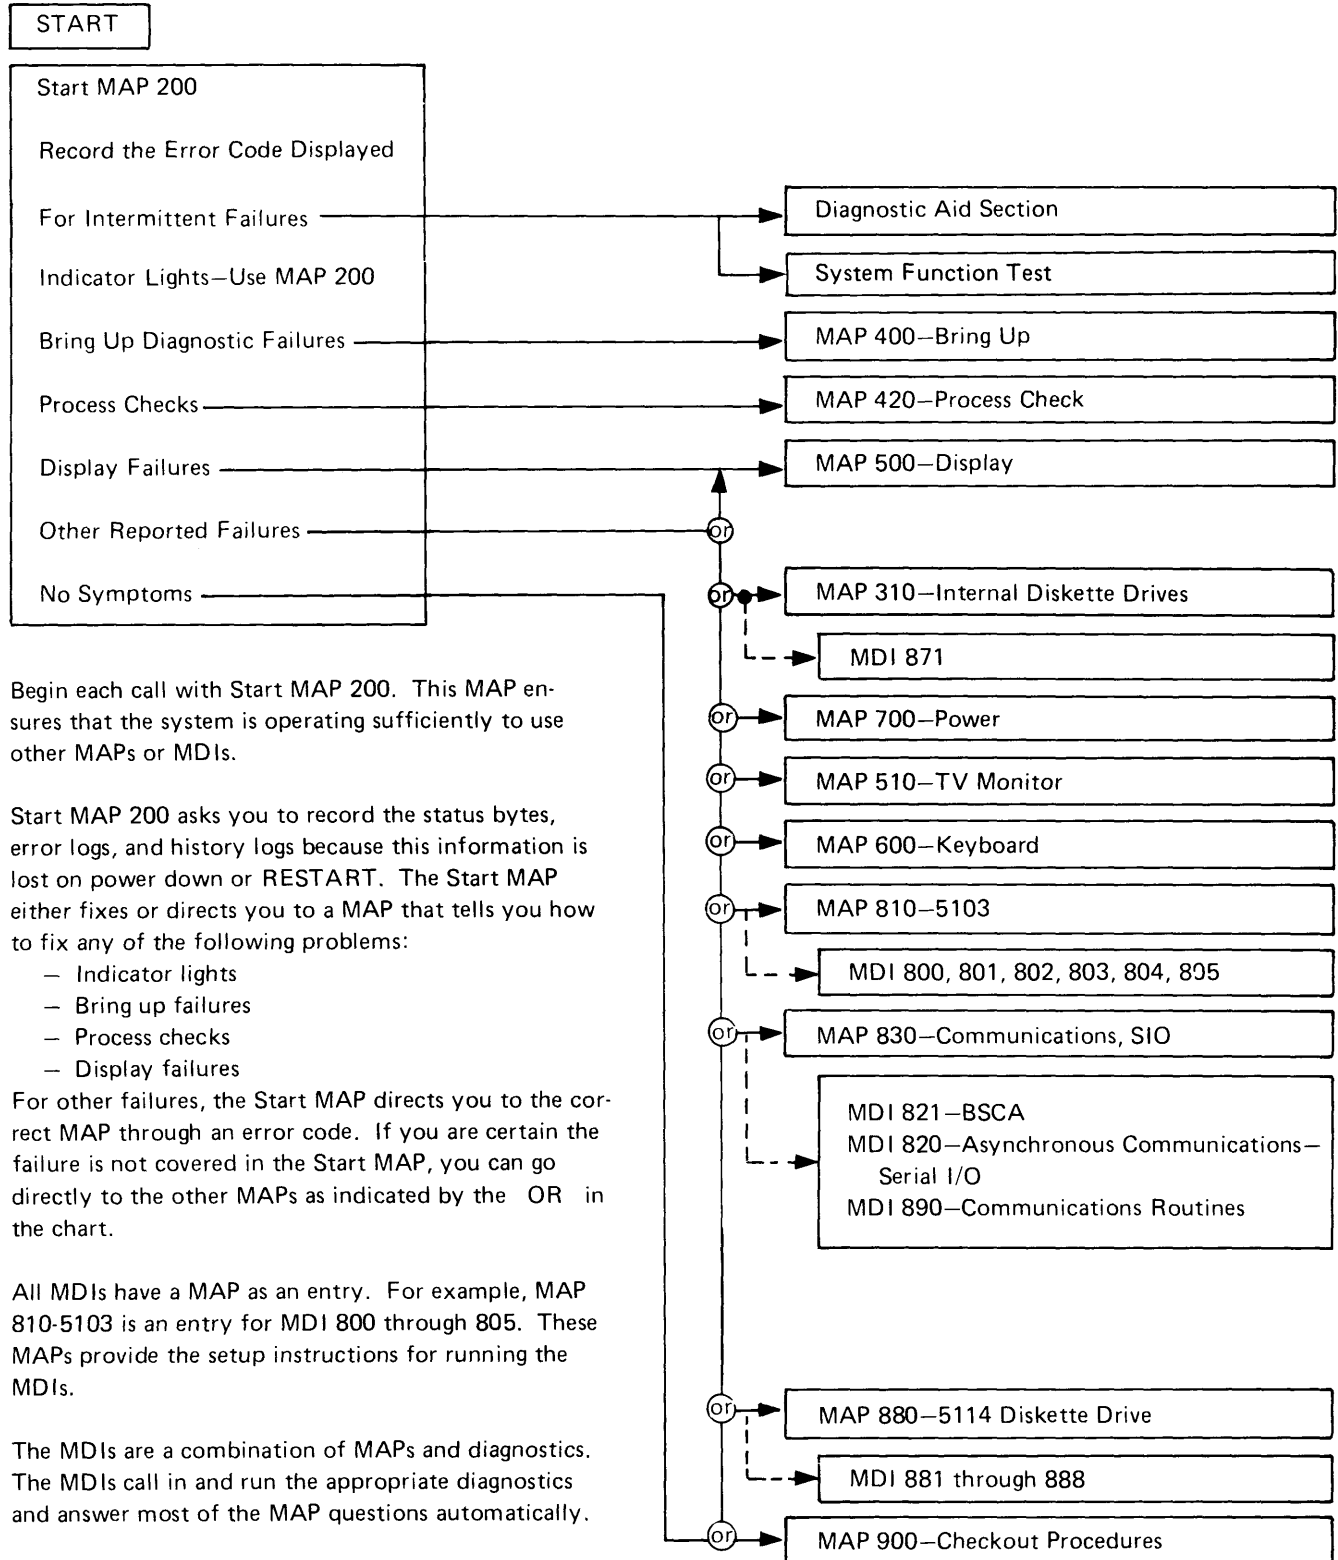 START
Start MAP 200
Record the Error Code Displayed
For Intermittent Failures
Indicator Lights—Use MAP 200
Bring Up Diagnostic Failures
Process Checks
Display Failures
Other Reported Failures
No Symptoms
Diagnostic Aid Section
System Function Test
MAP 400—Bring Up
MAP 420—Process Check
MAP 500—Display
or
or
MAP 310—Internal Diskette Drives
MDI 871
or
MAP 700—Power
or
MAP 510—TV Monitor
or
MAP 600—Keyboard
or
MAP 810—5103
MDI 800, 801, 802, 803, 804, 805
or
MAP 830—Communications, SIO
MDI 821—BSCA
MDI 820—Asynchronous Communications—
Serial I/O
MDI 890—Communications Routines
or
MAP 880—5114 Diskette Drive
MDI 881 through 888
or
MAP 900—Checkout Procedures
Begin each call with Start MAP 200. This MAP en-
sures that the system is operating sufficiently to use
other MAPs or MDIs.
Start MAP 200 asks you to record the status bytes,
error logs, and history logs because this information is
lost on power down or RESTART. The Start MAP
either fixes or directs you to a MAP that tells you how
to fix any of the following problems:
— Indicator lights
— Bring up failures
— Process checks
— Display failures
For other failures, the Start MAP directs you to the cor-
rect MAP through an error code. If you are certain the
failure is not covered in the Start MAP, you can go
directly to the other MAPs as indicated by the OR in
the chart.
All MDIs have a MAP as an entry. For example, MAP
810-5103 is an entry for MDI 800 through 805. These
MAPs provide the setup instructions for running the
MDIs.
The MDIs are a combination of MAPs and diagnostics.
The MDIs call in and run the appropriate diagnostics
and answer most of the MAP questions automatically.